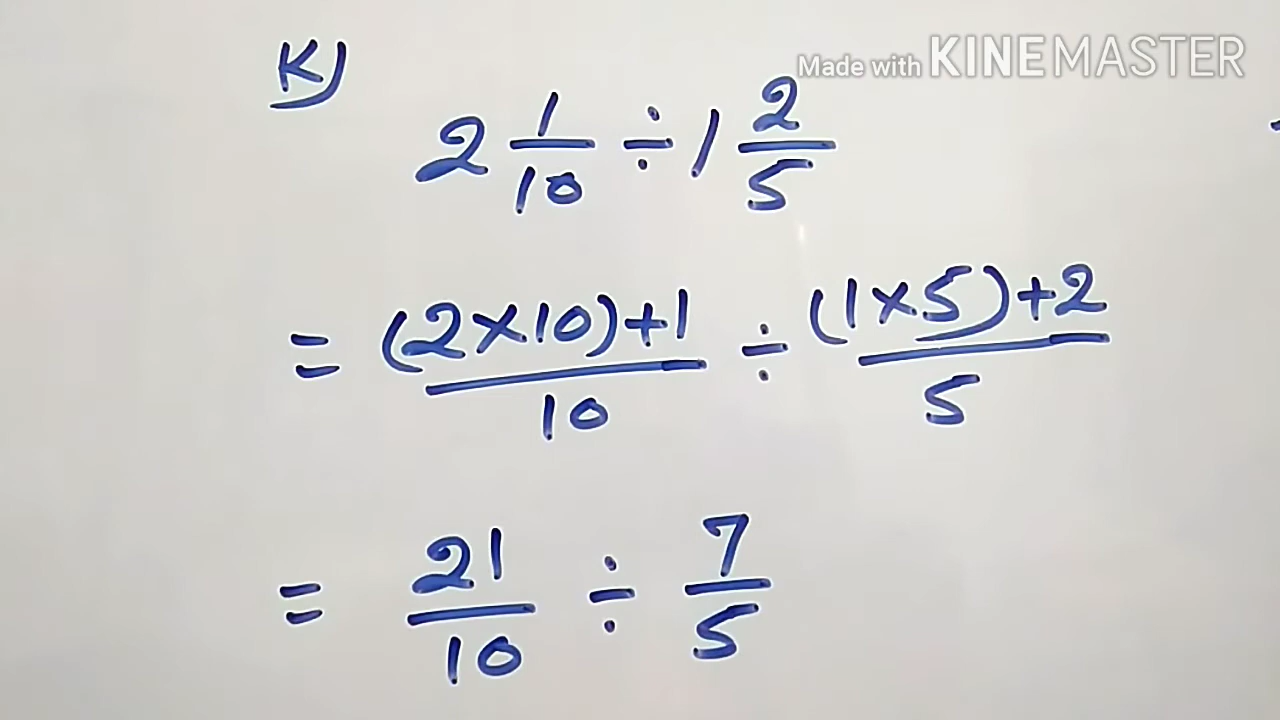 Made with KINEMASTER
K)
2 1/10 ÷ 1 2/5
= (2×10)+1/10 ÷ (1×5)+2/5
= 21/10 ÷ 7/5